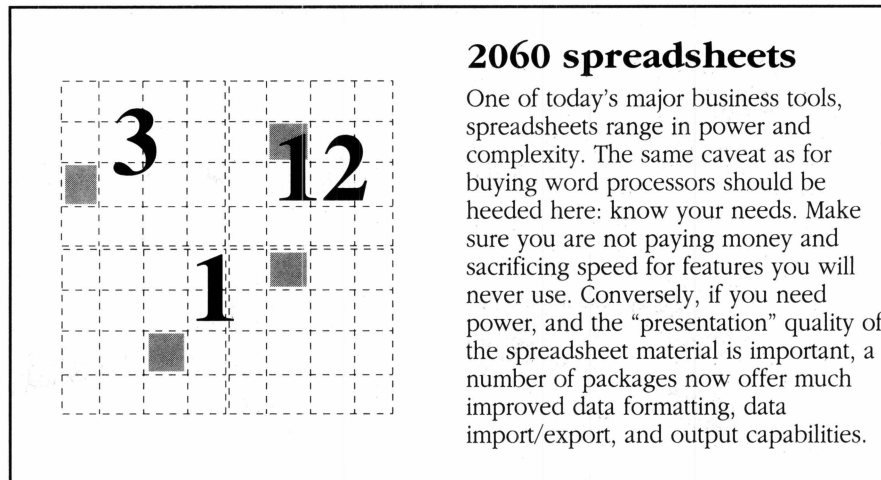 3
12
1
2060 spreadsheets
One of today's major business tools,
spreadsheets range in power and
complexity. The same caveat as for
buying word processors should be
heeded here: know your needs. Make
sure you are not paying money and
sacrificing speed for features you will
never use. Conversely, if you need
power, and the “presentation” quality of
the spreadsheet material is important, a
number of packages now offer much
improved data formatting, data
import/export, and output capabilities.